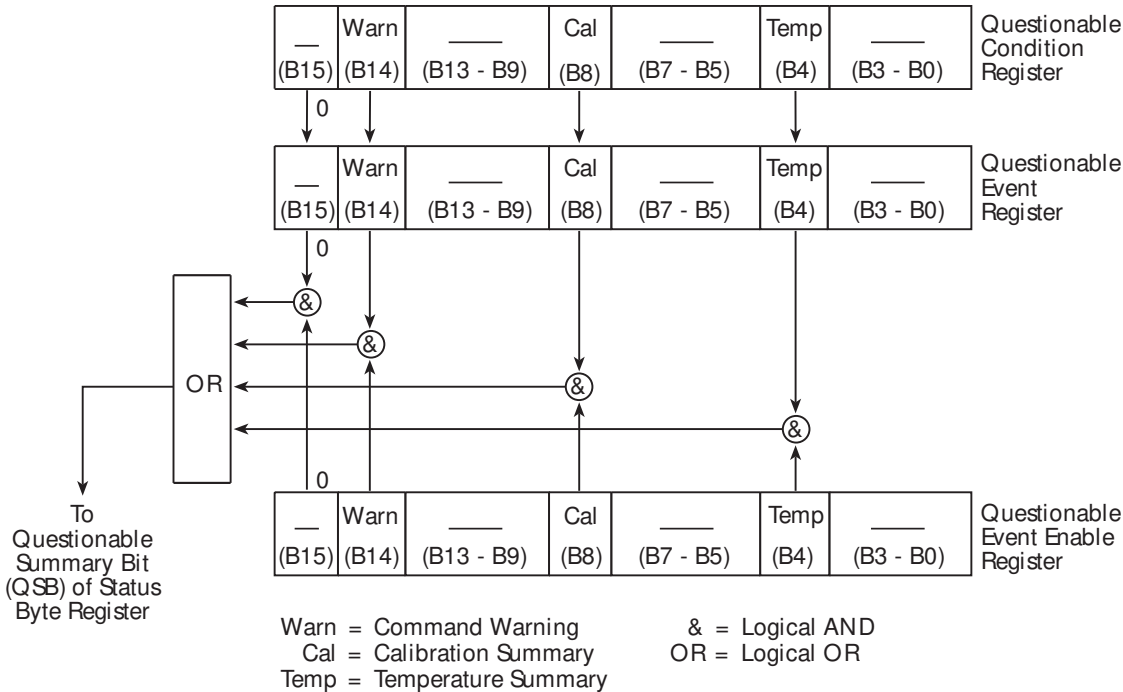 Warn Cal Temp
(B15) (B14) (B13 - B9) (B8) (B7 - B5) (B4) (B3 - B0)
Questionable
Condition
Register
0
Warn Cal Temp
(B15) (B14) (B13 - B9) (B8) (B7 - B5) (B4) (B3 - B0)
Questionable
Event
Register
0
&
&
OR
&
&
0
To
Questionable
Summary Bit
(QSB) of Status
Byte Register
Warn Cal Temp
(B15) (B14) (B13 - B9) (B8) (B7 - B5) (B4) (B3 - B0)
Questionable
Event Enable
Register
Warn = Command Warning
Cal = Calibration Summary
Temp = Temperature Summary
& = Logical AND
OR = Logical OR